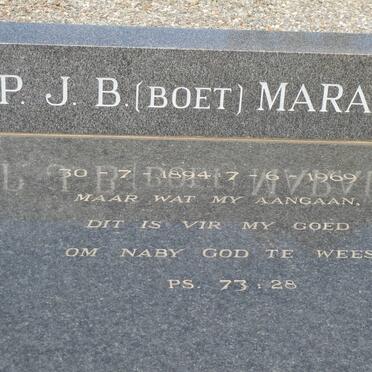 P. J. B. (BOET) MARA
30 - 7 - 1894 7 - 6 - 1969
MAAR WAT MY AANGAAN,
DIT IS VIR MY GOED
OM NABY GOD TE WEES
PS. 73 : 28